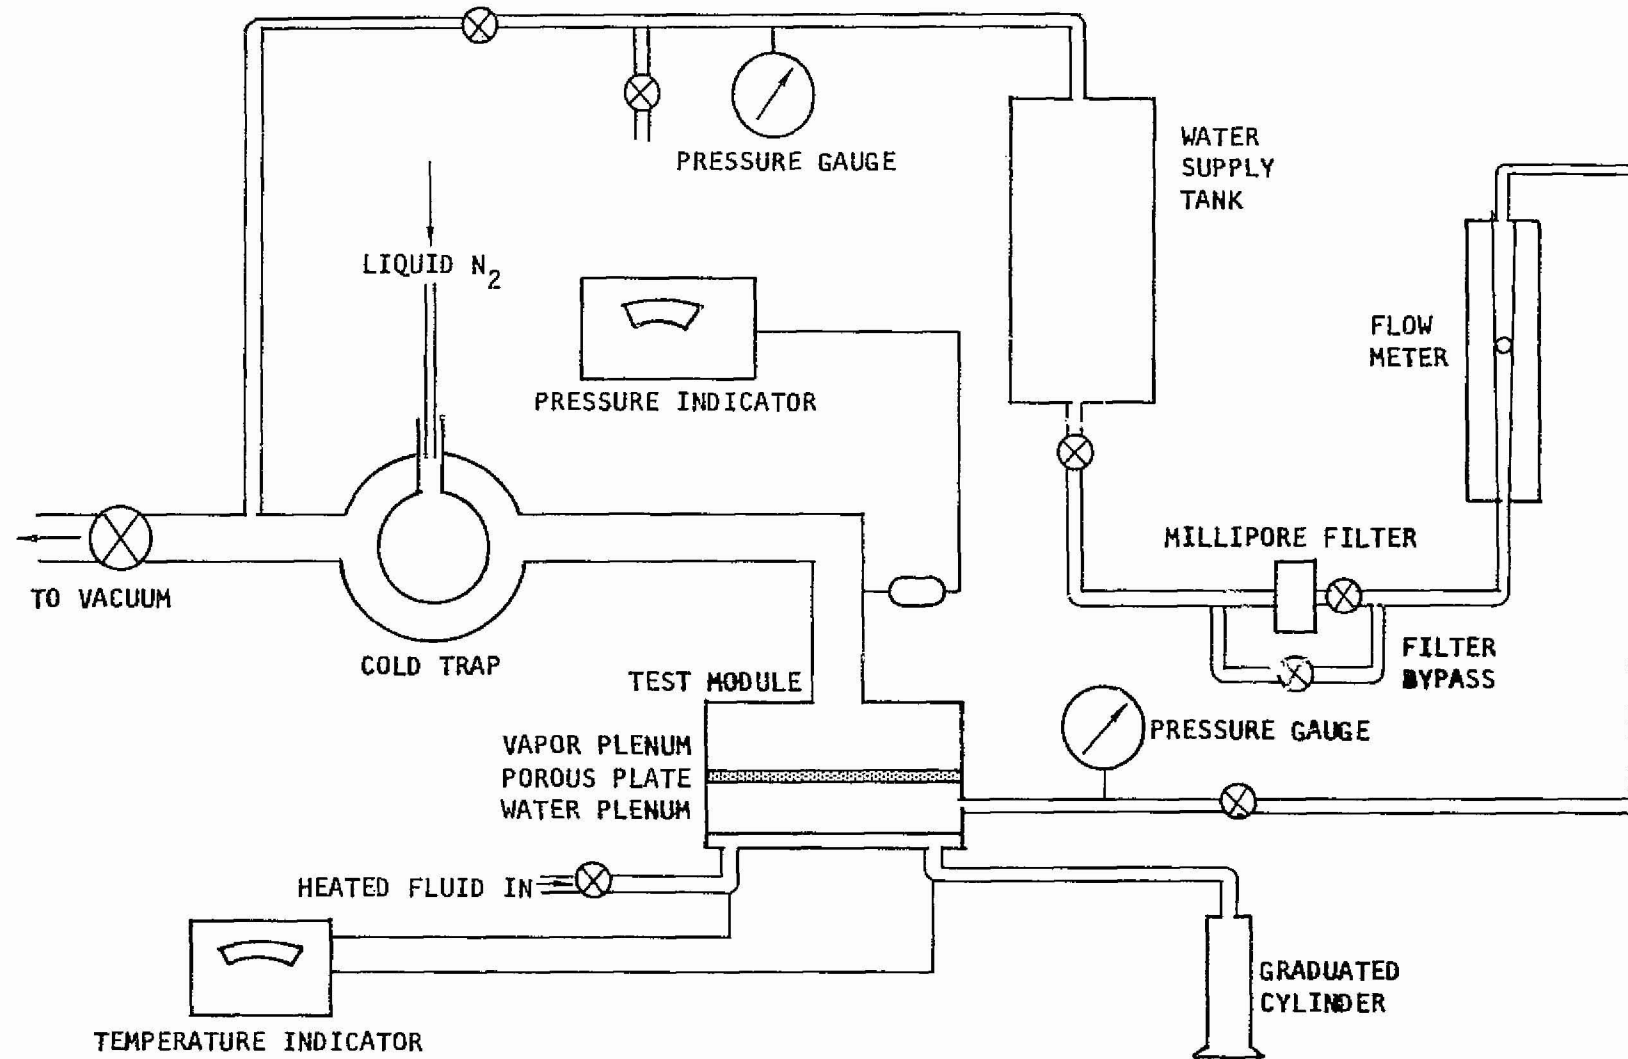 PRESSURE GAUGE
WATER
SUPPLY
TANK
LIQUID N2
FLOW
METER
PRESSURE INDICATOR
MILLIPORE FILTER
TO VACUUM
COLD TRAP
FILTER
BYPASS
TEST MODULE
PRESSURE GAUGE
VAPOR PLENUM
POROUS PLATE
WATER PLENUM
HEATED FLUID IN
GRADUATED
CYLINDER
TEMPERATURE INDICATOR